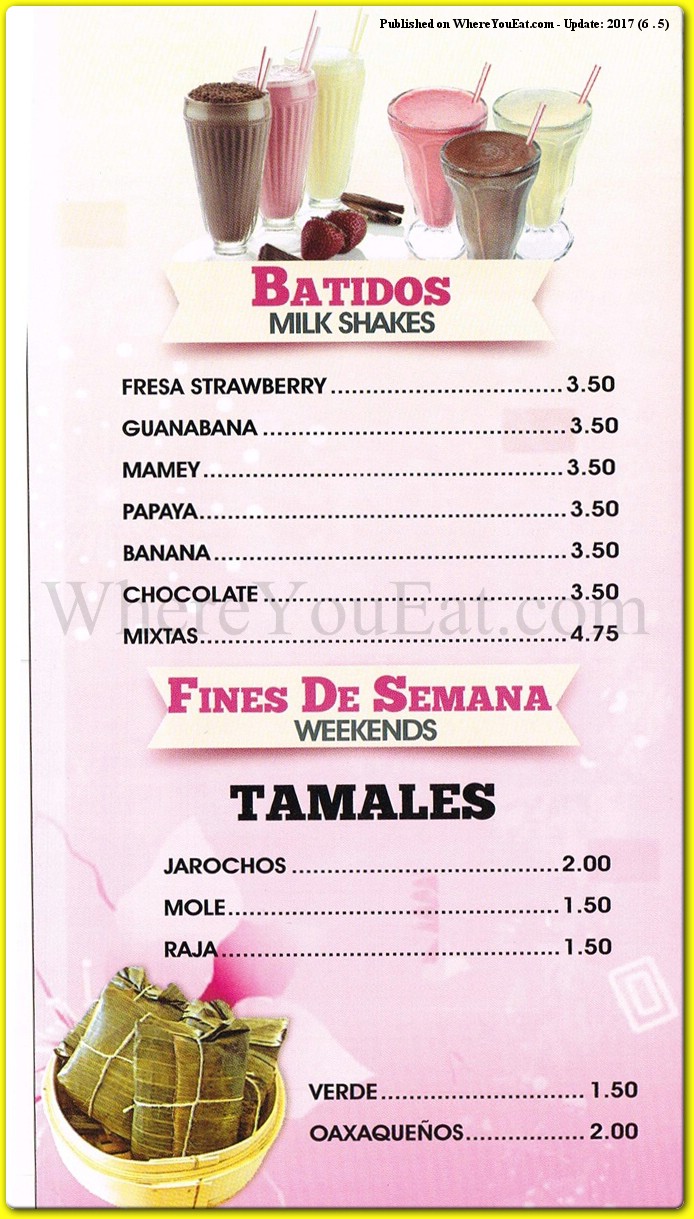 Published on WhereYouEat.com - Update: 2017 (6 . 5)
BATIDOS
MILK SHAKES
FRESA STRAWBERRY.................................3.50
GUANABANA ...........................................3.50
MAMEY....................................................3.50
PAPAYA.....................................................3.50
BANANA ..................................................3.50
CHOCOLATE ...........................................3.50
WhereYouEat.com
MIXTAS.....................................................4.75
FINES DE SEMANA
WEEKENDS
TAMALES
JAROCHOS ......................................2.00
MOLE................................................1.50
RAJA.................................................1.50
VERDE.............................1.50
OAXAQUEÑOS.................2.00